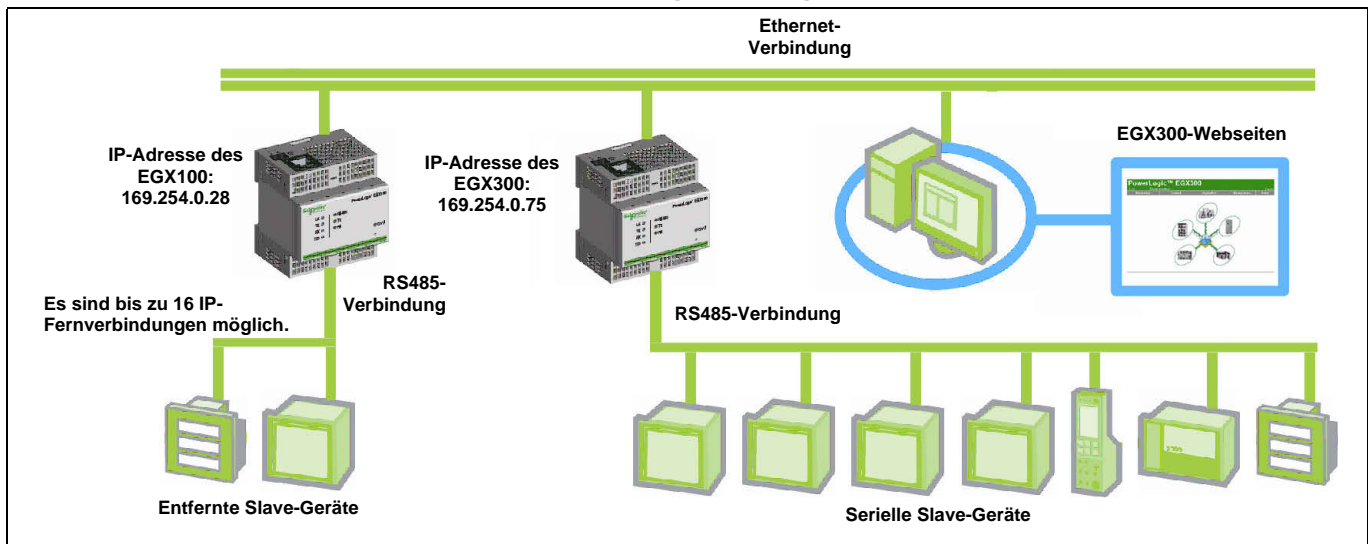 Ethernet-
Verbindung
EGX300-Webseiten
IP-Adresse des
EGX100:
169.254.0.28
IP-Adresse des
EGX300:
169.254.0.75
PowerLogic™ EGX300
RS485-
Verbindung
Es sind bis zu 16 IP-
Fernverbindungen möglich.
RS485-Verbindung
Entfernte Slave-Geräte
Serielle Slave-Geräte